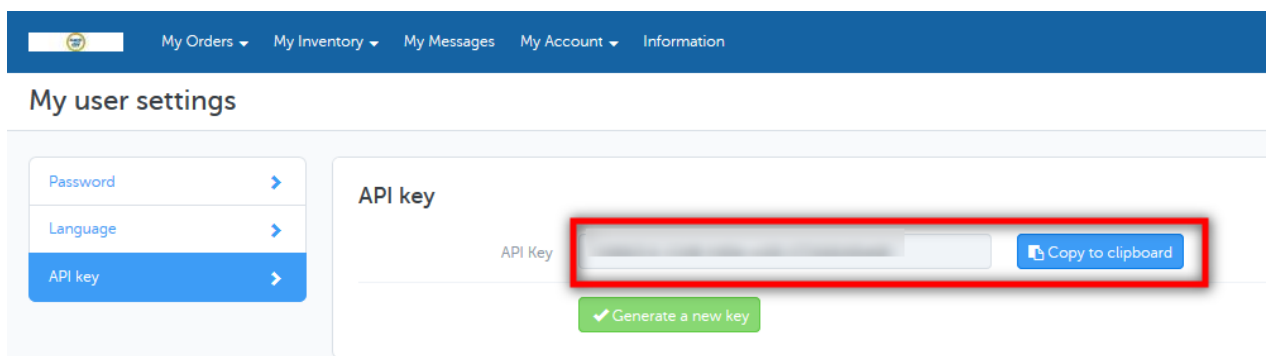 My Orders My Inventory My Messages My Account Information
My user settings
Password
Language
API key
API key
API Key Copy to clipboard
Generate a new key